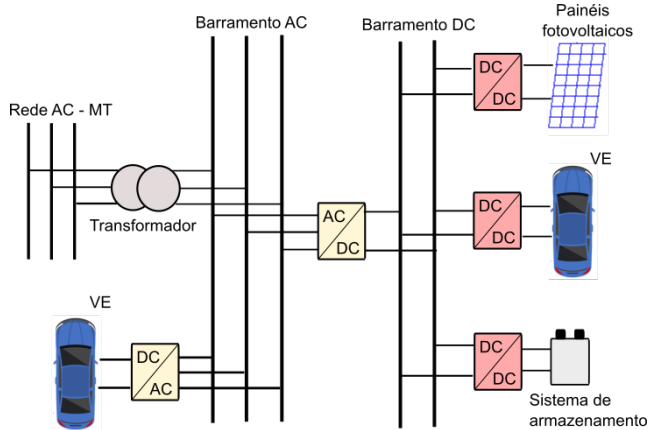 Barramento AC
Barramento DC
Painéis
fotovoltaicos
DC
DC
Rede AC - MT
Transformador
VE
DC
DC
AC
DC
VE
DC
AC
DC
DC
Sistema de
armazenamento